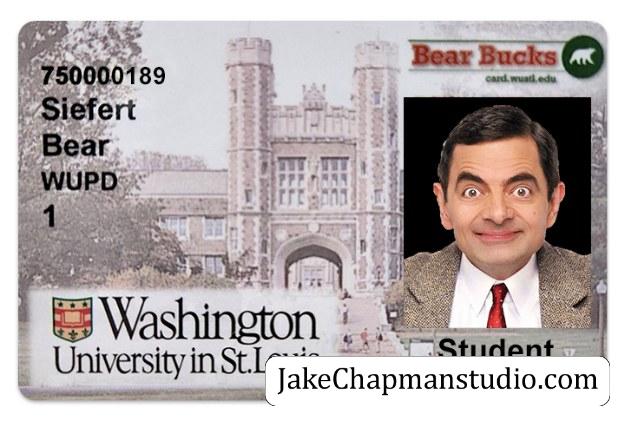 750000189
Siefert
Bear
WUPD
1
Bear Bucks
card.wustl.edu
Washington
University in St. Louis
Student
JakeChapmanstudio.com